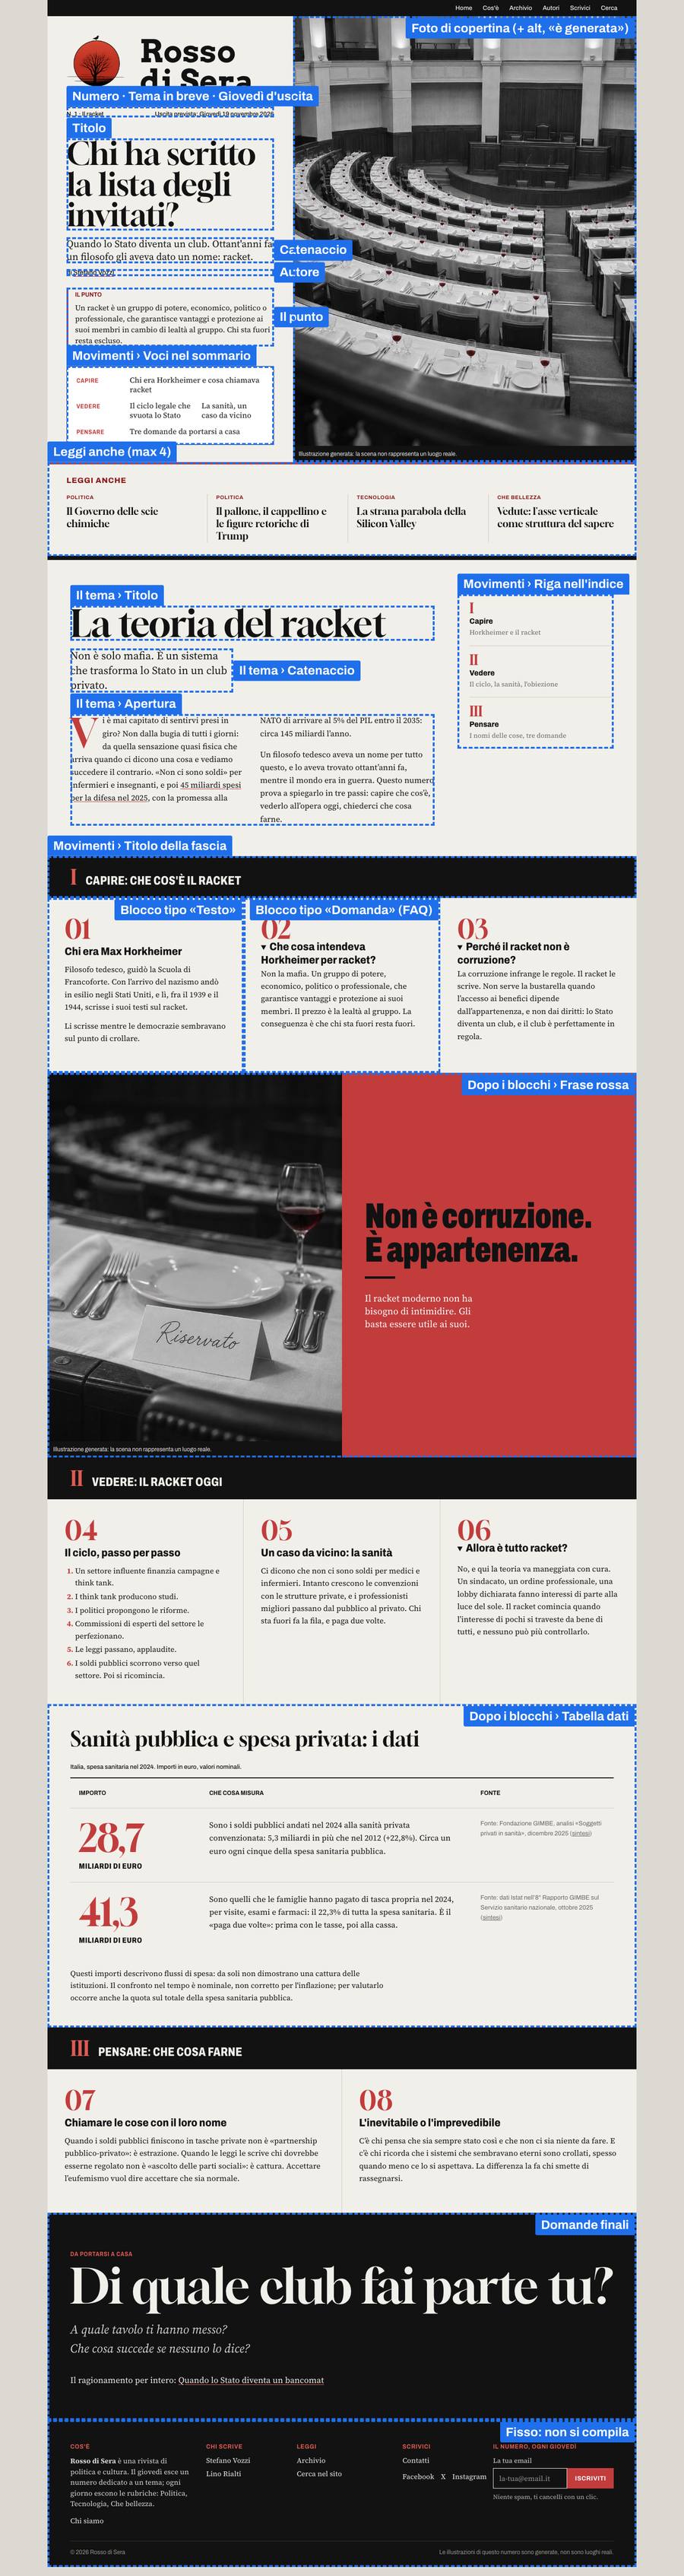 Home Cos'è Archivio Autori Scrivici Cerca
Foto di copertina (+ alt, «è generata»)
Rosso
di Sera
Numero · Tema in breve · Giovedì d'uscita
Titolo
Chi ha scritto
la lista degli
invitati?
Catenaccio
Quando lo Stato diventa un club. Ottant'anni fa
un filosofo gli aveva dato un nome: racket.
Autore
Il punto
IL PUNTO
Un racket è un gruppo di potere, economico, politico o
professionale, che garantisce vantaggi e protezione ai
suoi membri in cambio di lealtà al gruppo. Chi sta fuori
resta escluso.
Movimenti › Voci nel sommario
CAPIRE
Chi era Horkheimer e cosa chiamava
racket
VEDERE
Il ciclo legale che
svuota lo Stato
La sanità, un
caso da vicino
PENSARE
Tre domande da portarsi a casa
Illustrazione generata: la scena non rappresenta un luogo reale.
Leggi anche (max 4)
LEGGI ANCHE
POLITICA
Il Governo delle scie
chimiche
POLITICA
Il pallone, il cappellino e
le figure retoriche di
Trump
TECNOLOGIA
La strana parabola della
Silicon Valley
CHE BELLEZZA
Vedute: l'asse verticale
come struttura del sapere
Il tema › Titolo
La teoria del racket
Non è solo mafia. È un sistema
che trasforma lo Stato in un club
privato.
Il tema › Catenaccio
Il tema › Apertura
Vi è mai capitato di sentirvi presi in
giro? Non dalla bugia di tutti i giorni:
da quella sensazione quasi fisica che
arriva quando ci dicono una cosa e vediamo
succedere il contrario. «Non ci sono soldi» per
infermieri e insegnanti, e poi 45 miliardi spesi
per la difesa nel 2025, con la promessa alla
NATO di arrivare al 5% del PIL entro il 2035:
circa 145 miliardi l'anno.
Un filosofo tedesco aveva un nome per tutto
questo, e lo aveva trovato ottant'anni fa,
mentre il mondo era in guerra. Questo numero
prova a spiegarlo in tre passi: capire che cos'è,
vederlo all'opera oggi, chiederci che cosa
farne.
Movimenti › Riga nell'indice
I
Capire
Horkheimer e il racket
II
Vedere
Il ciclo, la sanità, l'obiezione
III
Pensare
I nomi delle cose, tre domande
Movimenti › Titolo della fascia
I CAPIRE: CHE COS'È IL RACKET
Blocco tipo «Testo»
01
Chi era Max Horkheimer
Filosofo tedesco, guidò la Scuola di
Francoforte. Con l'arrivo del nazismo andò
in esilio negli Stati Uniti, e lì, fra il 1939 e il
1944, scrisse i suoi testi sul racket.
Li scrisse mentre le democrazie sembravano
sul punto di crollare.
Blocco tipo «Domanda» (FAQ)
02
▾ Che cosa intendeva
Horkheimer per racket?
Non la mafia. Un gruppo di potere,
economico, politico o professionale, che
garantisce vantaggi e protezione ai suoi
membri. Il prezzo è la lealtà al gruppo. La
conseguenza è che chi sta fuori resta fuori.
03
▾ Perché il racket non è
corruzione?
La corruzione infrange le regole. Il racket le
scrive. Non serve la bustarella quando
l'accesso ai benefici dipende
dall'appartenenza, e non dai diritti: lo Stato
diventa un club, e il club è perfettamente in
regola.
Dopo i blocchi › Frase rossa
Riservato
Illustrazione generata: la scena non rappresenta un luogo reale.
Non è corruzione.
È appartenenza.
Il racket moderno non ha
bisogno di intimidire. Gli
basta essere utile ai suoi.
II VEDERE: IL RACKET OGGI
04
Il ciclo, passo per passo
1. Un settore influente finanzia campagne e
think tank.
2. I think tank producono studi.
3. I politici propongono le riforme.
4. Commissioni di esperti del settore le
perfezionano.
5. Le leggi passano, applaudite.
6. I soldi pubblici scorrono verso quel
settore. Poi si ricomincia.
05
Un caso da vicino: la sanità
Ci dicono che non ci sono soldi per medici e
infermieri. Intanto crescono le convenzioni
con le strutture private, e i professionisti
migliori passano dal pubblico al privato. Chi
sta fuori fa la fila, e paga due volte.
06
▾ Allora è tutto racket?
No, e qui la teoria va maneggiata con cura.
Un sindacato, un ordine professionale, una
lobby dichiarata fanno interessi di parte alla
luce del sole. Il racket comincia quando
l'interesse di pochi si traveste da bene di
tutti, e nessuno può più controllarlo.
Dopo i blocchi › Tabella dati
Sanità pubblica e spesa privata: i dati
Italia, spesa sanitaria nel 2024. Importi in euro, valori nominali.
IMPORTO CHE COSA MISURA FONTE
28,7
MILIARDI DI EURO
Sono i soldi pubblici andati nel 2024 alla sanità privata
convenzionata: 5,3 miliardi in più che nel 2012 (+22,8%). Circa un
euro ogni cinque della spesa sanitaria pubblica.
Fonte: Fondazione GIMBE, analisi «Soggetti
privati in sanità», dicembre 2025 (sintesi)
41,3
MILIARDI DI EURO
Sono quelli che le famiglie hanno pagato di tasca propria nel 2024,
per visite, esami e farmaci: il 22,3% di tutta la spesa sanitaria. È il
«paga due volte»: prima con le tasse, poi alla cassa.
Fonte: dati Istat nell'8° Rapporto GIMBE sul
Servizio sanitario nazionale, ottobre 2025
(sintesi)
Questi importi descrivono flussi di spesa: da soli non dimostrano una cattura delle
istituzioni. Il confronto nel tempo è nominale, non corretto per l'inflazione; per valutarlo
occorre anche la quota sul totale della spesa sanitaria pubblica.
III PENSARE: CHE COSA FARNE
07
Chiamare le cose con il loro nome
Quando i soldi pubblici finiscono in tasche private non è «partnership
pubblico-privato»: è estrazione. Quando le leggi le scrive chi dovrebbe
esserne regolato non è «ascolto delle parti sociali»: è cattura. Accettare
l'eufemismo vuol dire accettare che sia normale.
08
L'inevitabile o l'imprevedibile
C'è chi pensa che sia sempre stato così e che non ci sia niente da fare. E
c'è chi ricorda che i sistemi che sembravano eterni sono crollati, spesso
quando meno ce lo si aspettava. La differenza la fa chi smette di
rassegnarsi.
Domande finali
DA PORTARSI A CASA
Di quale club fai parte tu?
A quale tavolo ti hanno messo?
Che cosa succede se nessuno lo dice?
Il ragionamento per intero: Quando lo Stato diventa un bancomat
Fisso: non si compila
COS'È
Rosso di Sera è una rivista di
politica e cultura. Il giovedì esce un
numero dedicato a un tema; ogni
giorno escono le rubriche: Politica,
Tecnologia, Che bellezza.
Chi siamo
CHI SCRIVE
Stefano Vozzi
Lino Rialti
LEGGI
Archivio
Cerca nel sito
SCRIVICI
Contatti
Facebook X Instagram
IL NUMERO, OGNI GIOVEDÌ
La tua email
la-tua@email.it ISCRIVITI
Niente spam, ti cancelli con un clic.
© 2026 Rosso di Sera
Le illustrazioni di questo numero sono generate, non sono luoghi reali.